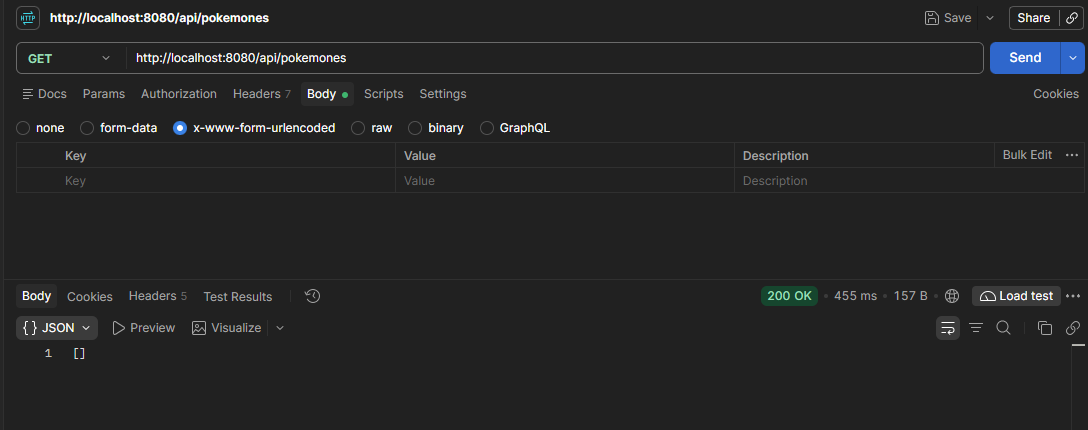 HTTP http://localhost:8080/api/pokemones Save Share
GET http://localhost:8080/api/pokemones Send
Docs Params Authorization Headers 7 Body Scripts Settings Cookies
none form-data x-www-form-urlencoded raw binary GraphQL
Key Value Description Bulk Edit
Key Value Description
Body Cookies Headers 5 Test Results 200 OK 455 ms 157 B Load test
{} JSON Preview Visualize
1 []